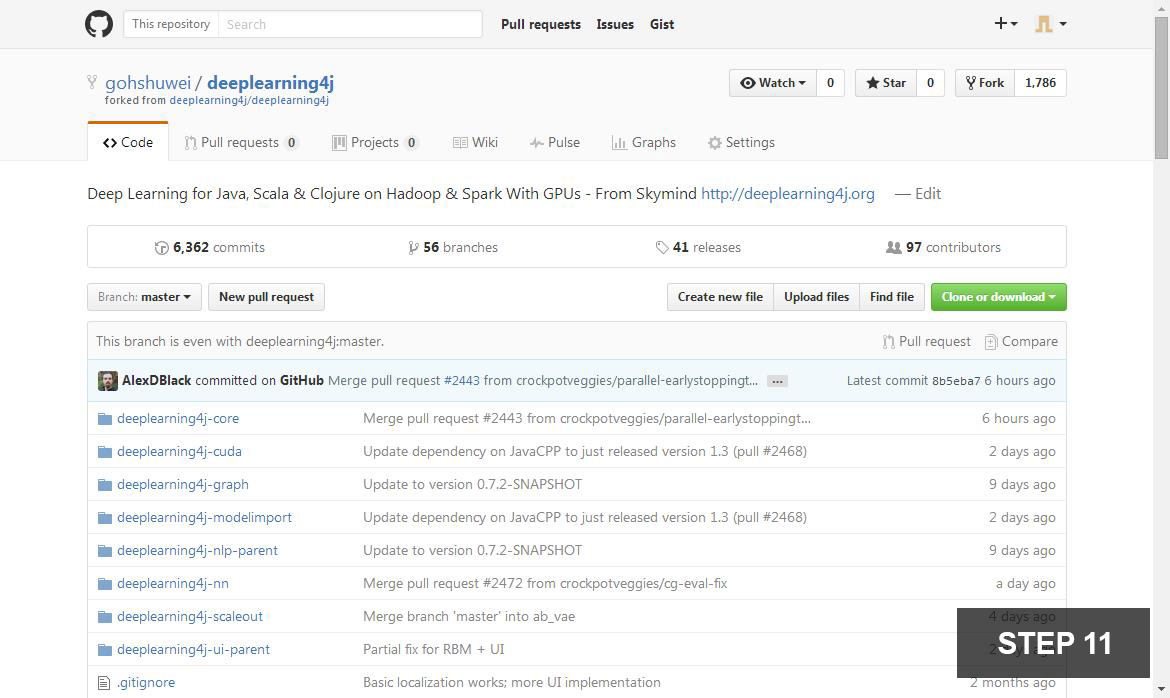 This repository Search Pull requests Issues Gist
gohshuwei / deeplearning4j Watch 0 Star 0 Fork 1,786
forked from deeplearning4j/deeplearning4j
Code Pull requests 0 Projects 0 Wiki Pulse Graphs Settings
Deep Learning for Java, Scala & Clojure on Hadoop & Spark With GPUs - From Skymind http://deeplearning4j.org — Edit
6,362 commits 56 branches 41 releases 97 contributors
Branch: master New pull request Create new file Upload files Find file Clone or download
This branch is even with deeplearning4j:master. Pull request Compare
AlexDBlack committed on GitHub Merge pull request #2443 from crockpotveggies/parallel-earlystoppingt... ... Latest commit 8b5eba7 6 hours ago
deeplearning4j-core Merge pull request #2443 from crockpotveggies/parallel-earlystoppingt... 6 hours ago
deeplearning4j-cuda Update dependency on JavaCPP to just released version 1.3 (pull #2468) 2 days ago
deeplearning4j-graph Update to version 0.7.2-SNAPSHOT 9 days ago
deeplearning4j-modelimport Update dependency on JavaCPP to just released version 1.3 (pull #2468) 2 days ago
deeplearning4j-nlp-parent Update to version 0.7.2-SNAPSHOT 9 days ago
deeplearning4j-nn Merge pull request #2472 from crockpotveggies/cg-eval-fix a day ago
deeplearning4j-scaleout Merge branch 'master' into ab_vae 4 days ago
deeplearning4j-ui-parent Partial fix for RBM + UI
STEP 11
.gitignore Basic localization works; more UI implementation 2 months ago